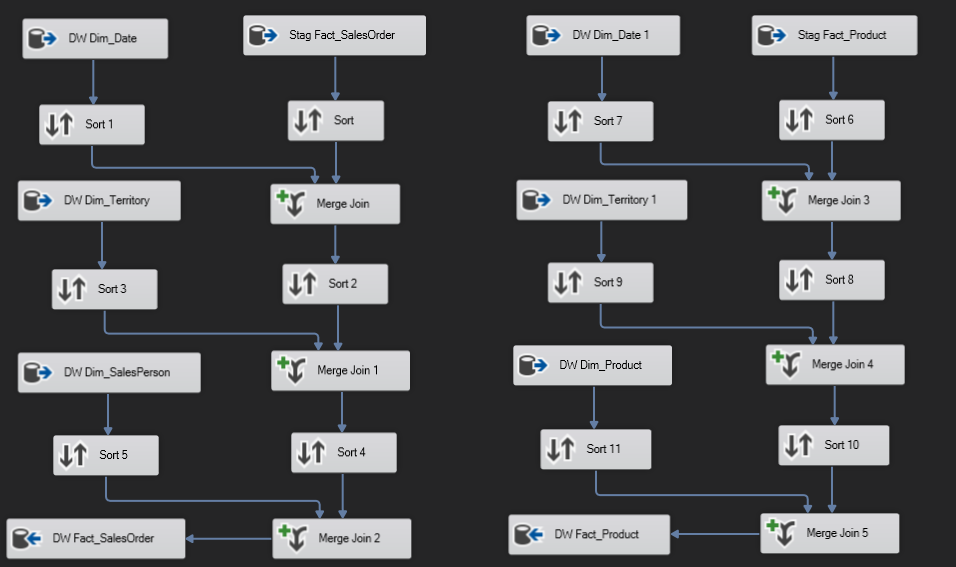 DW Dim_Date
Stag Fact_SalesOrder
Sort 1
Sort
DW Dim_Territory
Merge Join
Sort 3
Sort 2
DW Dim_SalesPerson
Merge Join 1
Sort 5
Sort 4
DW Fact_SalesOrder
Merge Join 2
DW Dim_Date 1
Stag Fact_Product
Sort 7
Sort 6
DW Dim_Territory 1
Merge Join 3
Sort 9
Sort 8
DW Dim_Product
Merge Join 4
Sort 11
Sort 10
DW Fact_Product
Merge Join 5